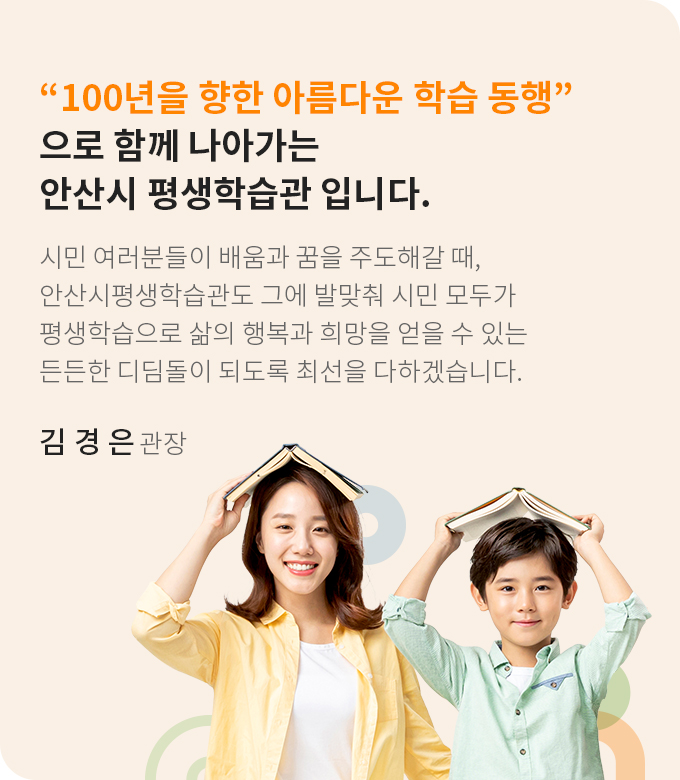 “100년을 향한 아름다운 학습 동행”
으로 함께 나아가는
안산시 평생학습관 입니다.
시민 여러분들이 배움과 꿈을 주도해갈 때,
안산시평생학습관도 그에 발맞춰 시민 모두가
평생학습으로 삶의 행복과 희망을 얻을 수 있는
든든한 디딤돌이 되도록 최선을 다하겠습니다.
김 경 은 관장